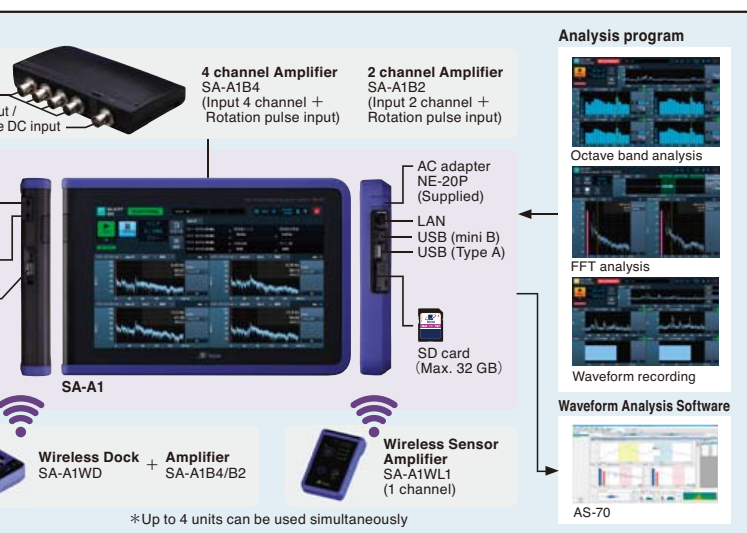 Analysis program
4 channel Amplifier
SA-A1B4
(Input 4 channel +
Rotation pulse input)
2 channel Amplifier
SA-A1B2
(Input 2 channel +
Rotation pulse input)
DC input
Octave band analysis
AC adapter
NE-20P
(Supplied)
LAN
USB (mini B)
USB (Type A)
FFT analysis
SD card
(Max. 32 GB)
Waveform recording
SA-A1
Waveform Analysis Software
AS-70
Wireless Dock
SA-A1WD
+
Amplifier
SA-A1B4/B2
Wireless Sensor
Amplifier
SA-A1WL1
(1 channel)
*Up to 4 units can be used simultaneously